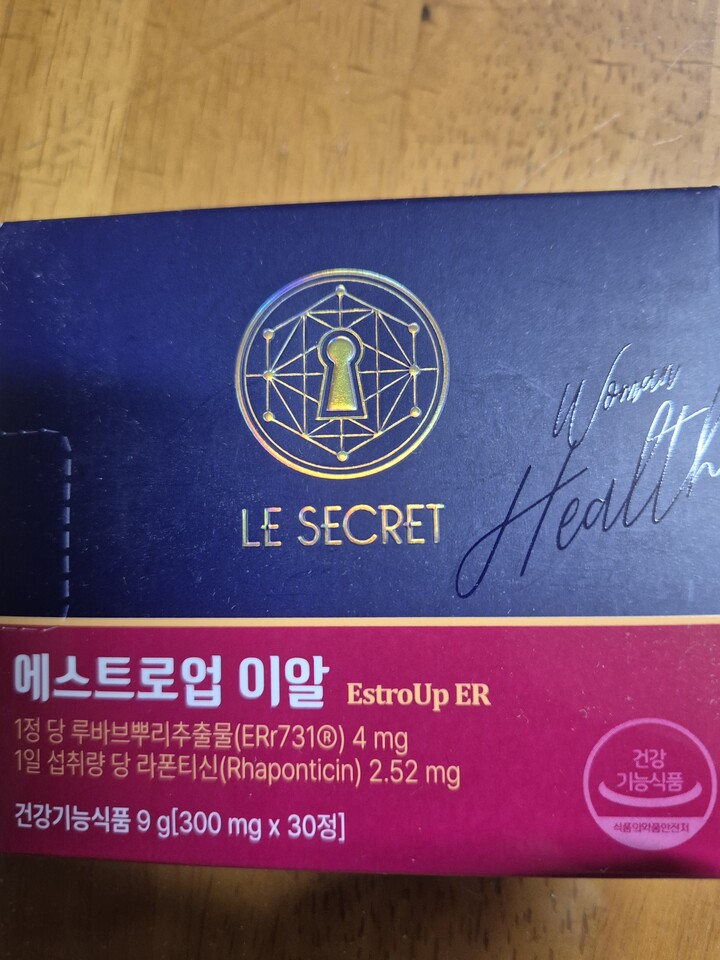 LE SECRET
Woman
Health
에스트로업 이알 EstroUp ER
1정 당 루바브뿌리추출물(ERr731®) 4 mg
1일 섭취량 당 라폰티신(Rhaponticin) 2.52 mg
건강기능식품 9 g[300 mg x 30정]
건강
기능식품
식품의약품안전처